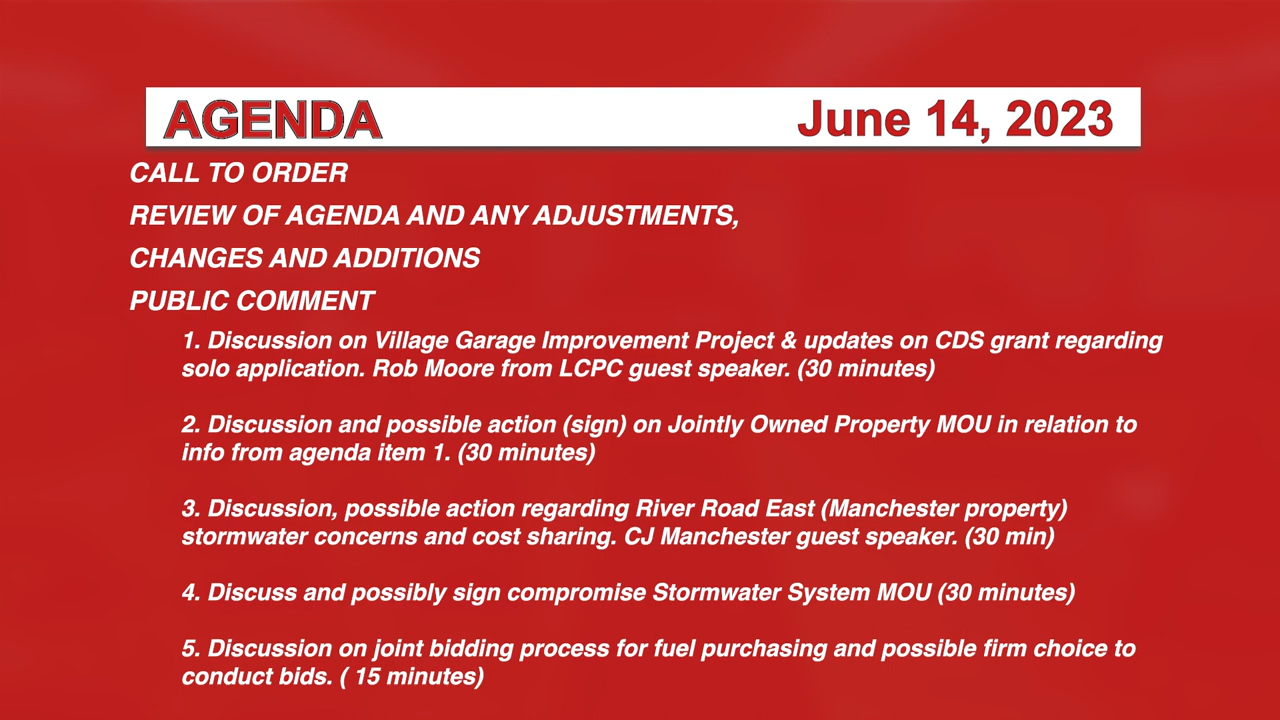 AGENDA June 14, 2023
CALL TO ORDER
REVIEW OF AGENDA AND ANY ADJUSTMENTS,
CHANGES AND ADDITIONS
PUBLIC COMMENT
1. Discussion on Village Garage Improvement Project & updates on CDS grant regarding
solo application. Rob Moore from LCPC guest speaker. (30 minutes)
2. Discussion and possible action (sign) on Jointly Owned Property MOU in relation to
info from agenda item 1. (30 minutes)
3. Discussion, possible action regarding River Road East (Manchester property)
stormwater concerns and cost sharing. CJ Manchester guest speaker. (30 min)
4. Discuss and possibly sign compromise Stormwater System MOU (30 minutes)
5. Discussion on joint bidding process for fuel purchasing and possible firm choice to
conduct bids. ( 15 minutes)